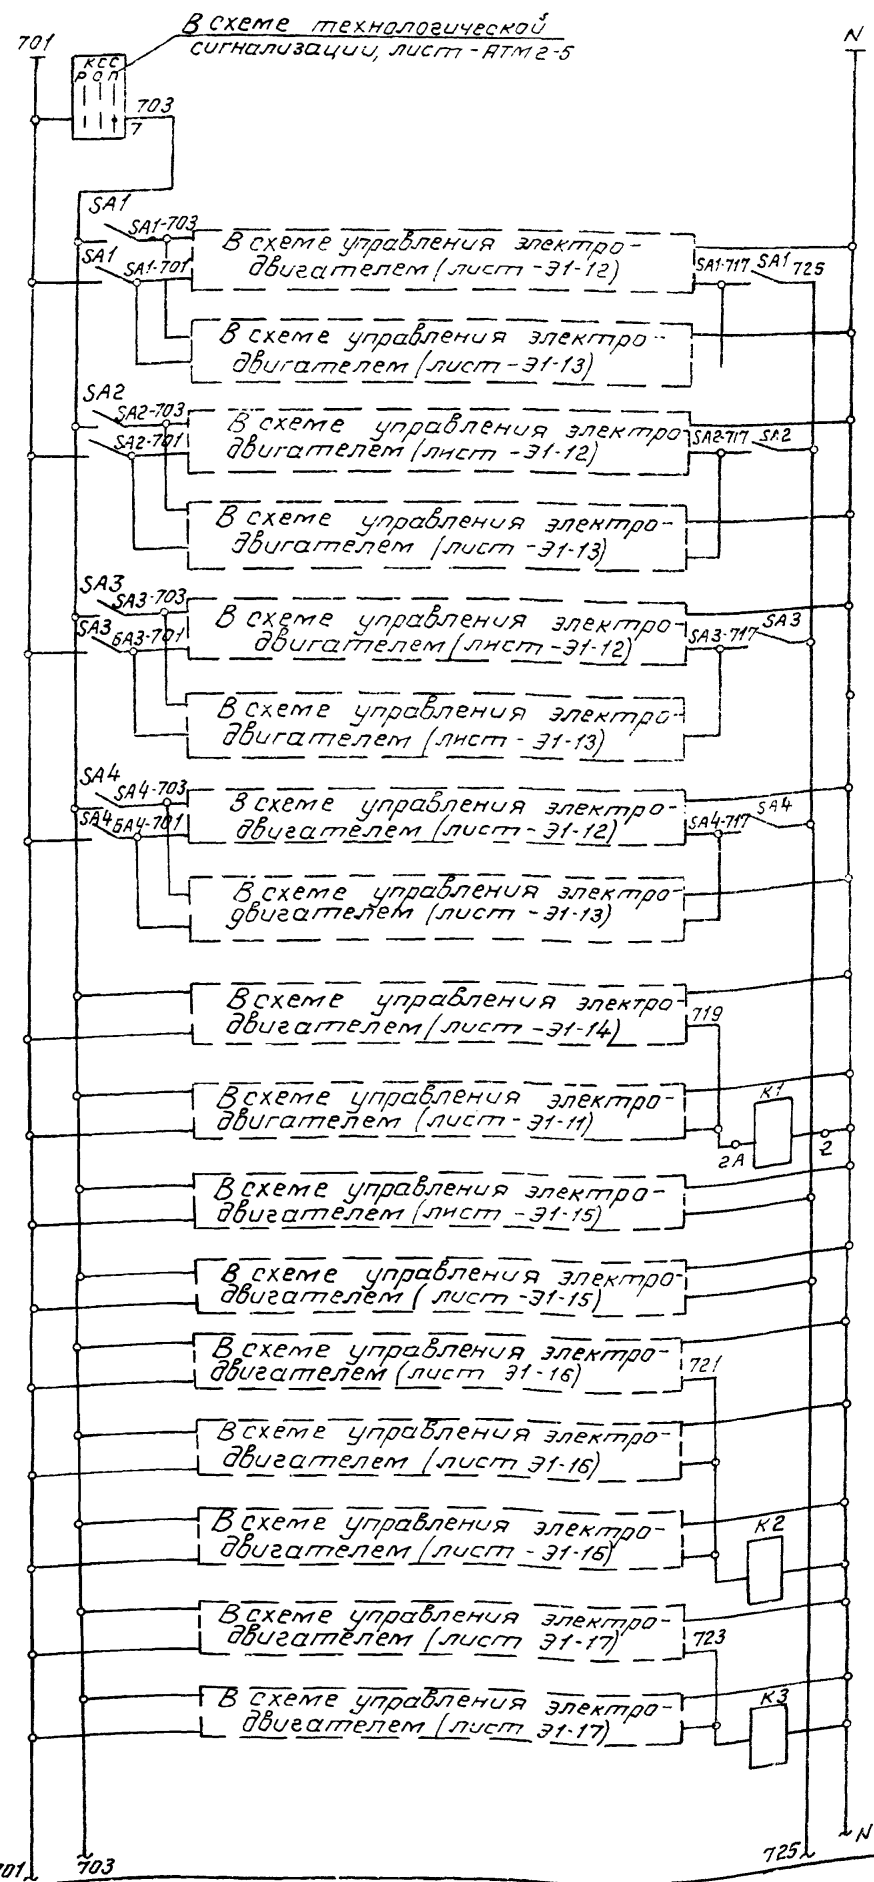 В схеме технологической
сигнализации, лист - АТМ2-5
701
N
КСС
Р О П
703
7
SA1
SA1-703
В схеме управления электро-
двигателем (лист -Э1-12)
SA1
SA1-701
SA1-717
SA1
725
В схеме управления электро-
двигателем (лист -Э1-13)
SA2
SA2-703
В схеме управления электро-
двигателем (лист -Э1-12)
SA2-701
SA2-717
SA2
В схеме управления электро-
двигателем (лист -Э1-13)
SA3
SA3-703
В схеме управления электро-
двигателем (лист -Э1-12)
SA3
БА3-701
SA3-717
SA3
В схеме управления электро-
двигателем (лист -Э1-13)
SA4
SA4-703
В схеме управления электро-
двигателем (лист -Э1-12)
SA4
БА4-701
SA4-717
SA4
В схеме управления электро-
двигателем (лист -Э1-13)
В схеме управления электро-
двигателем (лист -Э1-14)
719
В схеме управления электро-
двигателем (лист -Э1-11)
К1
2А
2
В схеме управления электро-
двигателем (лист -Э1-15)
В схеме управления электро-
двигателем (лист -Э1-15)
В схеме управления электро-
двигателем (лист Э1-16)
721
В схеме управления электро-
двигателем (лист Э1-16)
В схеме управления электро-
двигателем (лист -Э1-16)
К2
В схеме управления электро-
двигателем (лист Э1-17)
723
В схеме управления электро-
двигателем (лист Э1-17)
К3
701
703
725
N